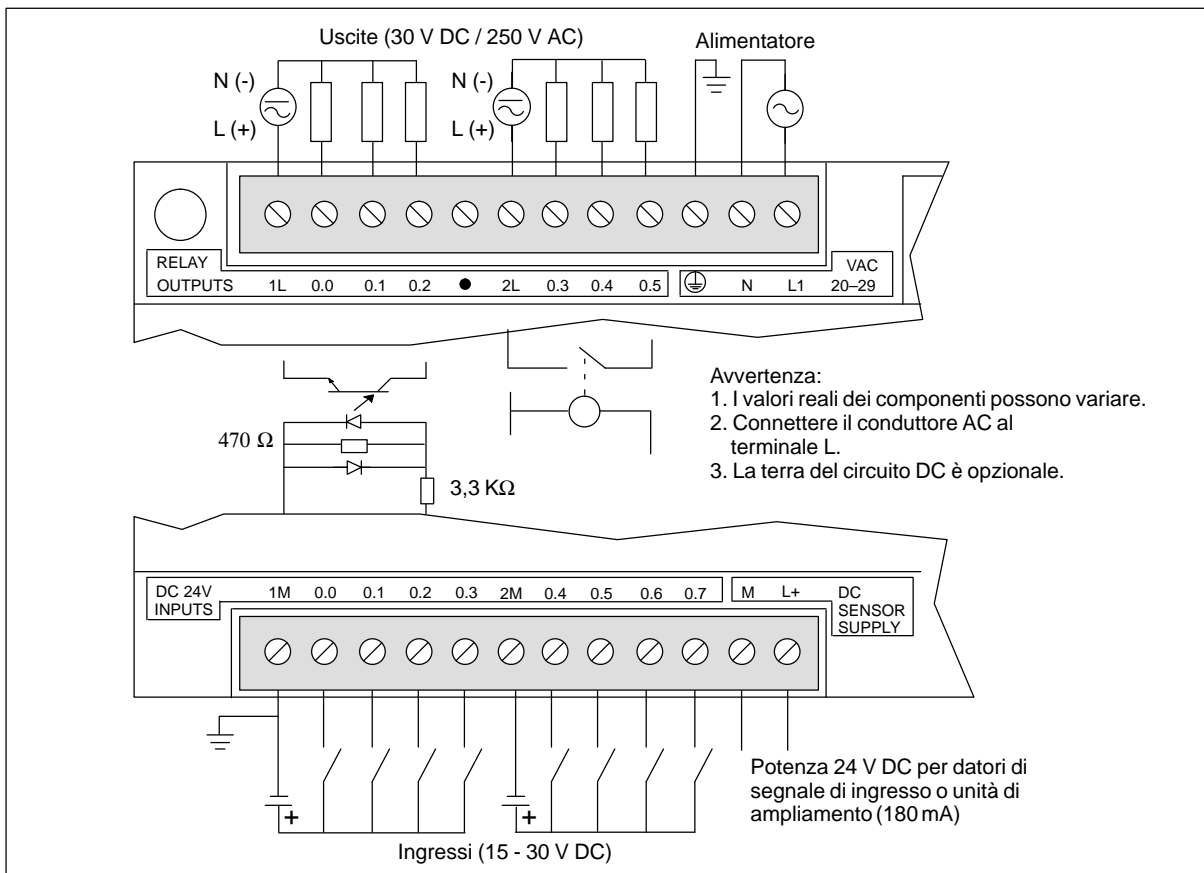 Uscite (30 V DC / 250 V AC)
Alimentatore
N (-)
N (-)
L (+)
L (+)
RELAY
OUTPUTS
1L 0.0 0.1 0.2 2L 0.3 0.4 0.5 N L1
VAC
20–29
Avvertenza:
1. I valori reali dei componenti possono variare.
2. Connettere il conduttore AC al
terminale L.
3. La terra del circuito DC è opzionale.
470 Ω
3,3 KΩ
DC 24V
INPUTS
1M 0.0 0.1 0.2 0.3 2M 0.4 0.5 0.6 0.7 M L+
DC
SENSOR
SUPPLY
+
+
Potenza 24 V DC per datori di
segnale di ingresso o unità di
ampliamento (180 mA)
Ingressi (15 - 30 V DC)